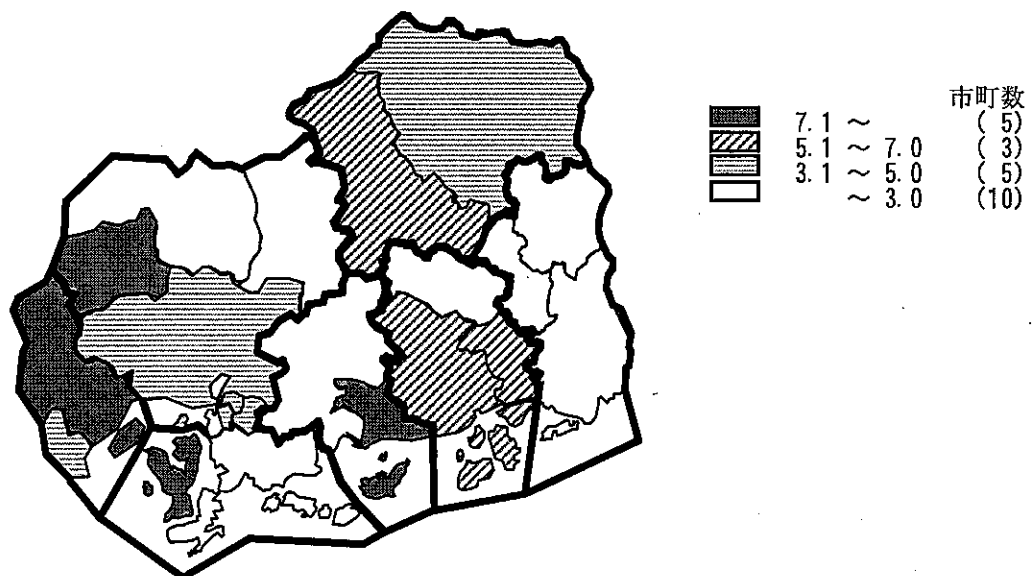 市町数
7.1 ～ ( 5)
5.1 ～ 7.0 ( 3)
3.1 ～ 5.0 ( 5)
～ 3.0 (10)